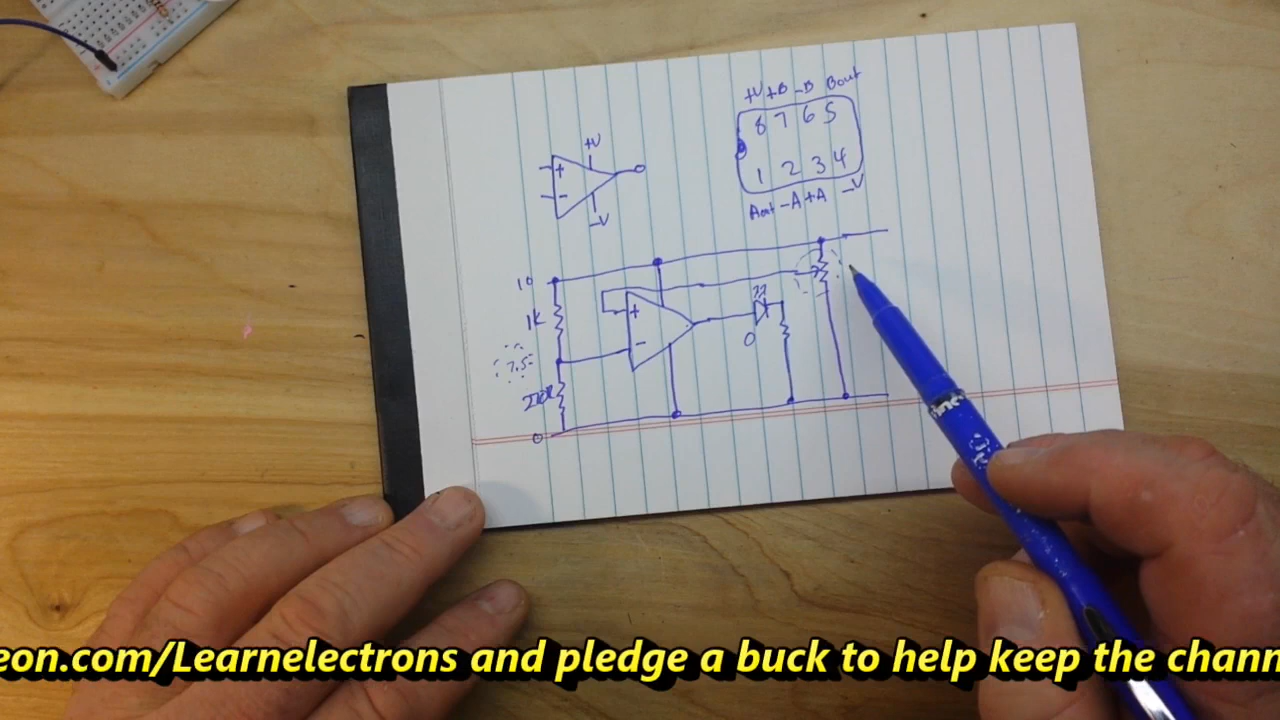 +V +B -B Bout
8 7 6 5
1 2 3 4
Aout -A +A -V
+V
+
-
-V
10
1K
+
-
7.5
0
0
eon.com/Learnelectrons and pledge a buck to help keep the chann